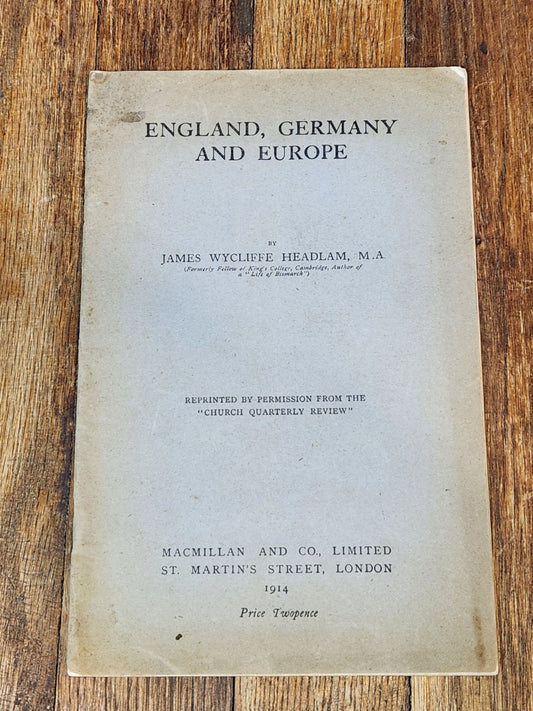 ENGLAND, GERMANY
AND EUROPE
BY
JAMES WYCLIFFE HEADLAM, M.A.
(Formerly Fellow of King's College, Cambridge, Author of
a "Life of Bismarck")
REPRINTED BY PERMISSION FROM THE
"CHURCH QUARTERLY REVIEW"
MACMILLAN AND CO., LIMITED
ST. MARTIN'S STREET, LONDON
1914
Price Twopence